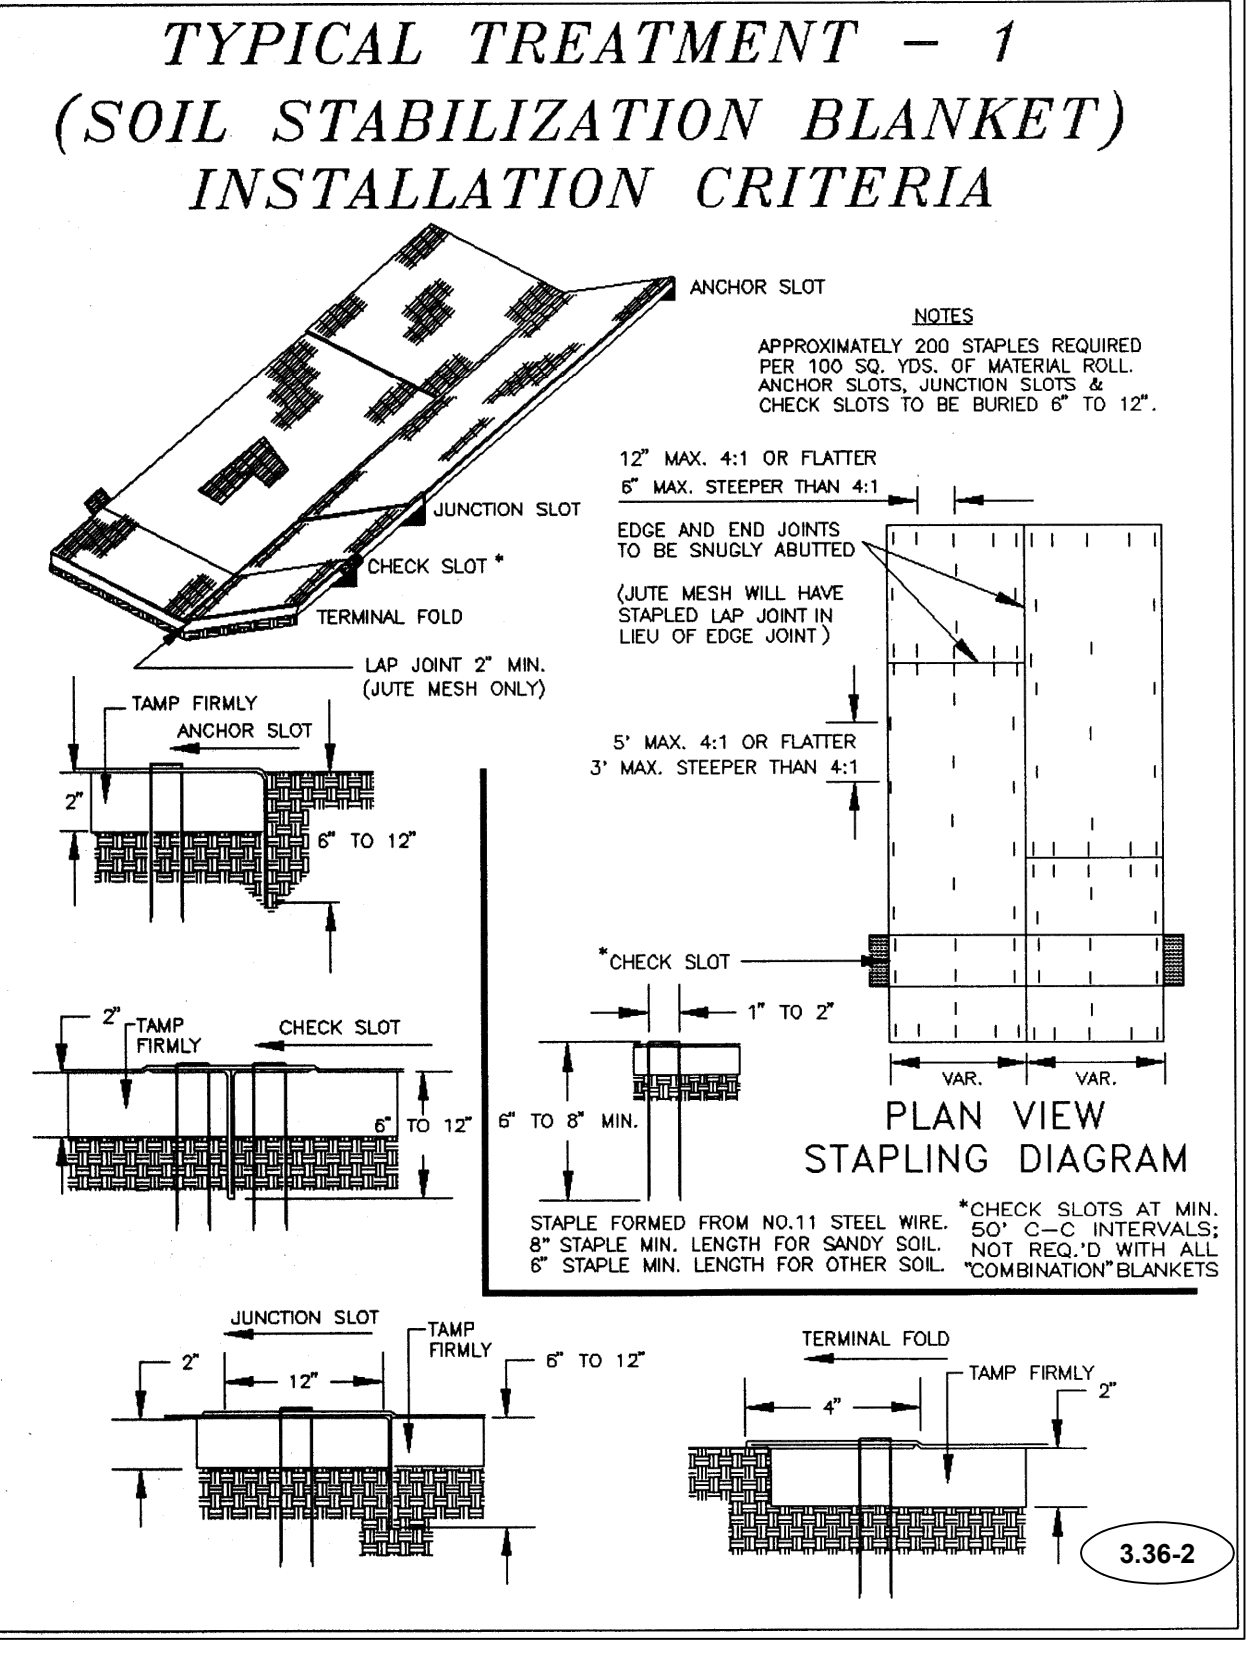 TYPICAL TREATMENT - 1
(SOIL STABILIZATION BLANKET)
INSTALLATION CRITERIA
ANCHOR SLOT
NOTES
APPROXIMATELY 200 STAPLES REQUIRED
PER 100 SQ. YDS. OF MATERIAL ROLL.
ANCHOR SLOTS, JUNCTION SLOTS &
CHECK SLOTS TO BE BURIED 6" TO 12".
JUNCTION SLOT
CHECK SLOT *
TERMINAL FOLD
LAP JOINT 2" MIN.
(JUTE MESH ONLY)
12" MAX. 4:1 OR FLATTER
6" MAX. STEEPER THAN 4:1
EDGE AND END JOINTS
TO BE SNUGLY ABUTTED
(JUTE MESH WILL HAVE
STAPLED LAP JOINT IN
LIEU OF EDGE JOINT)
5' MAX. 4:1 OR FLATTER
3' MAX. STEEPER THAN 4:1
TAMP FIRMLY
ANCHOR SLOT
2"
6" TO 12"
*CHECK SLOT
1" TO 2"
6" TO 8" MIN.
VAR.
VAR.
PLAN VIEW
STAPLING DIAGRAM
STAPLE FORMED FROM NO.11 STEEL WIRE.
8" STAPLE MIN. LENGTH FOR SANDY SOIL.
6" STAPLE MIN. LENGTH FOR OTHER SOIL.
*CHECK SLOTS AT MIN.
50' C-C INTERVALS;
NOT REQ.'D WITH ALL
"COMBINATION" BLANKETS
2"
TAMP
FIRMLY
CHECK SLOT
6" TO 12"
JUNCTION SLOT
TAMP
FIRMLY
2"
12"
6" TO 12"
TERMINAL FOLD
TAMP FIRMLY
4"
2"
3.36-2